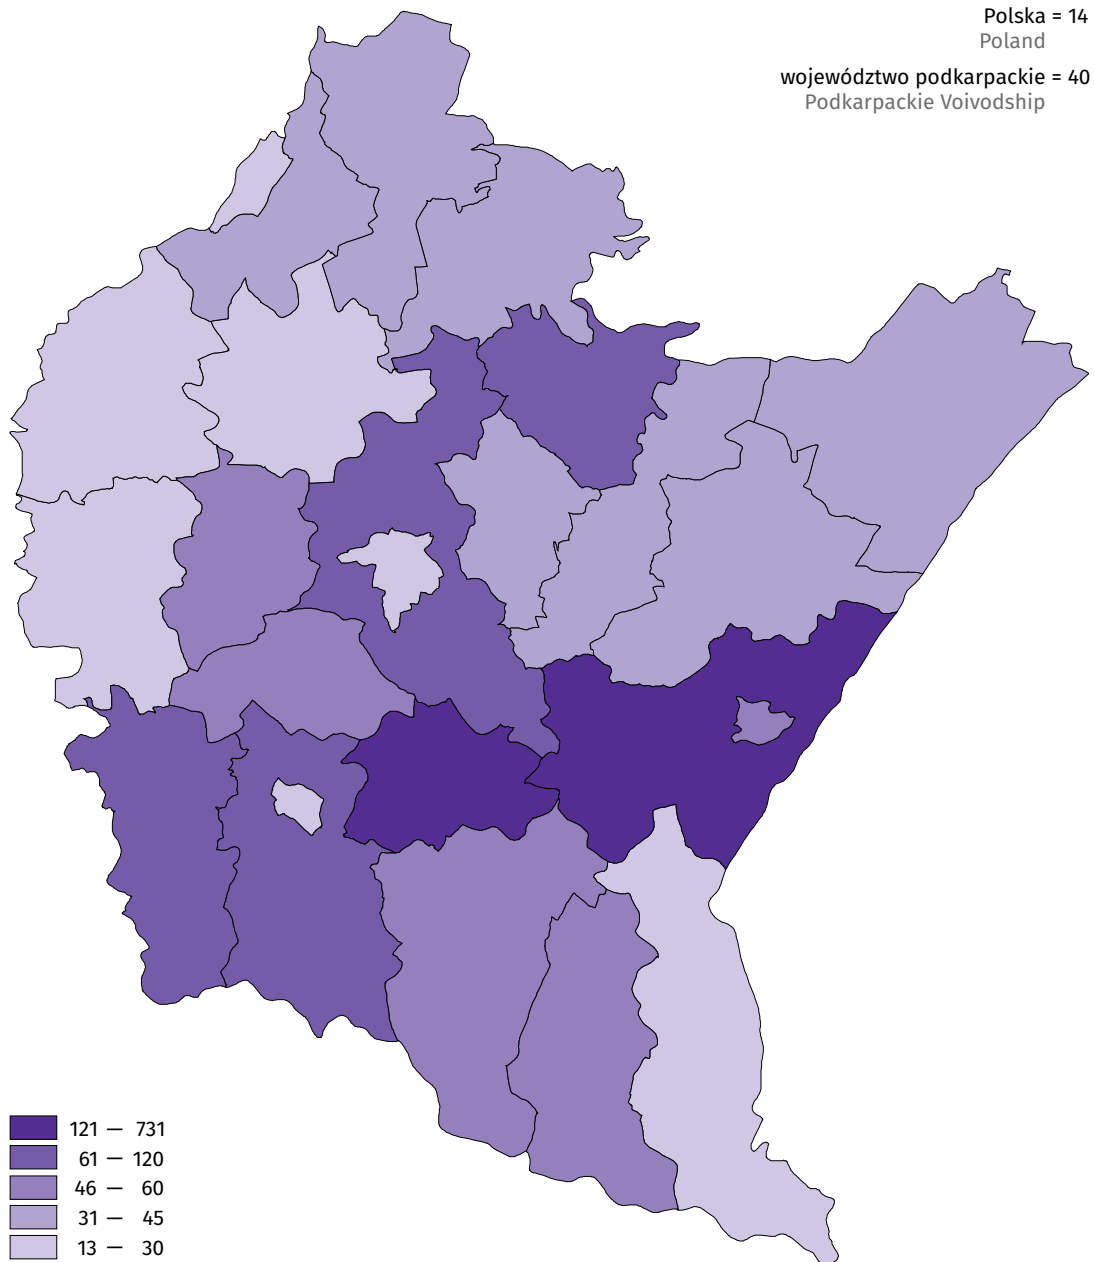 Polska = 14
Poland
województwo podkarpackie = 40
Podkarpackie Voivodship
121 — 731
61 — 120
46 — 60
31 — 45
13 — 30